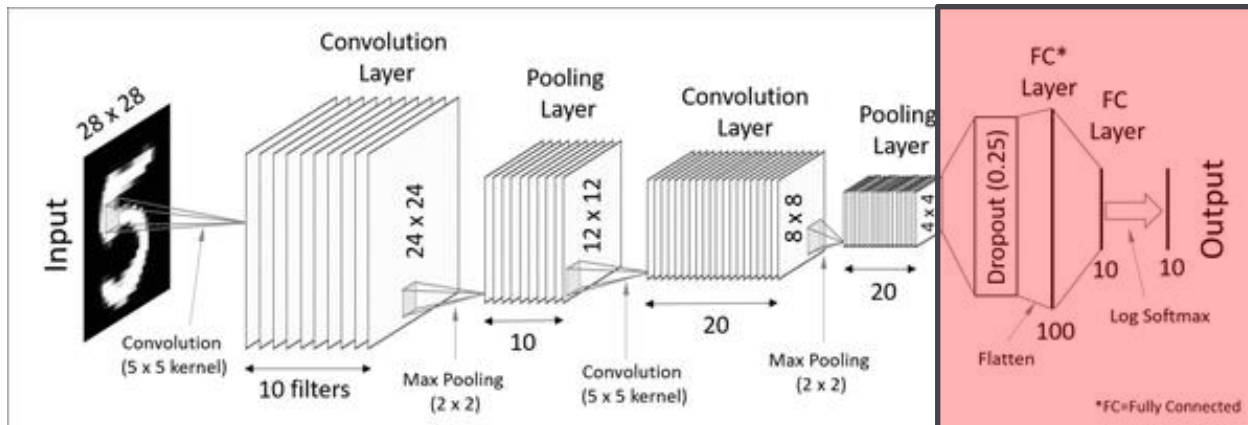 Input
28 x 28
Convolution
(5 x 5 kernel)
Convolution
Layer
24 x 24
10 filters
Max Pooling
(2 x 2)
Pooling
Layer
12 x 12
10
Convolution
(5 x 5 kernel)
Convolution
Layer
8 x 8
20
Max Pooling
(2 x 2)
Pooling
Layer
4 x 4
20
Dropout (0.25)
Flatten
FC*
Layer
100
FC
Layer
10
Log Softmax
10
Output
*FC=Fully Connected